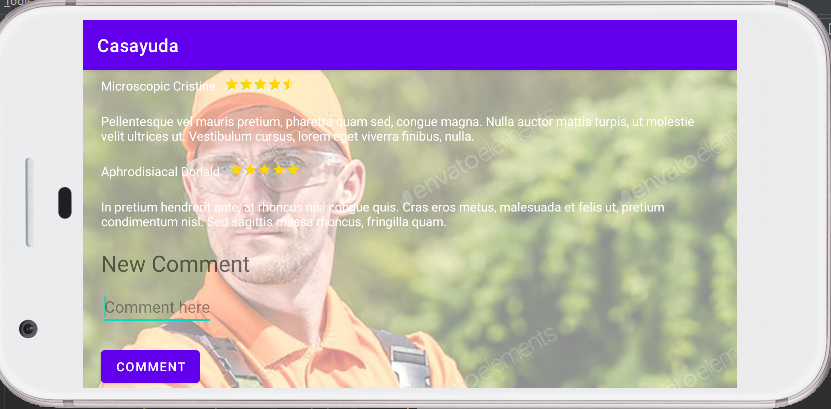 Casayuda
Microscopic Cristine
Pellentesque vel mauris pretium, pharetra quam sed, congue magna. Nulla auctor mattis turpis, ut molestie
velit ultrices ut. Vestibulum cursus, lorem eget viverra finibus, nulla.
Aphrodisiacal Donald
In pretium hendrerit ante, at rhoncus nisl congue quis. Cras eros metus, malesuada et felis ut, pretium
condimentum nisl. Sed sagittis massa rhoncus, fringilla quam.
New Comment
Comment here
COMMENT
envatoelements
envatoelements